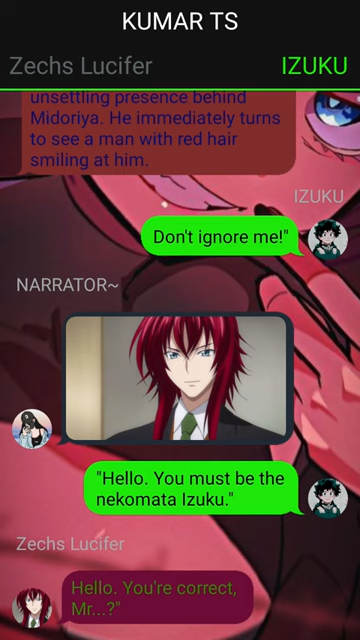 KUMAR TS
Zechs Lucifer IZUKU
unsettling presence behind
Midoriya. He immediately turns
to see a man with red hair
smiling at him.
IZUKU
Don't ignore me!"
NARRATOR~
"Hello. You must be the
nekomata Izuku."
Zechs Lucifer
Hello. You're correct,
Mr...?"